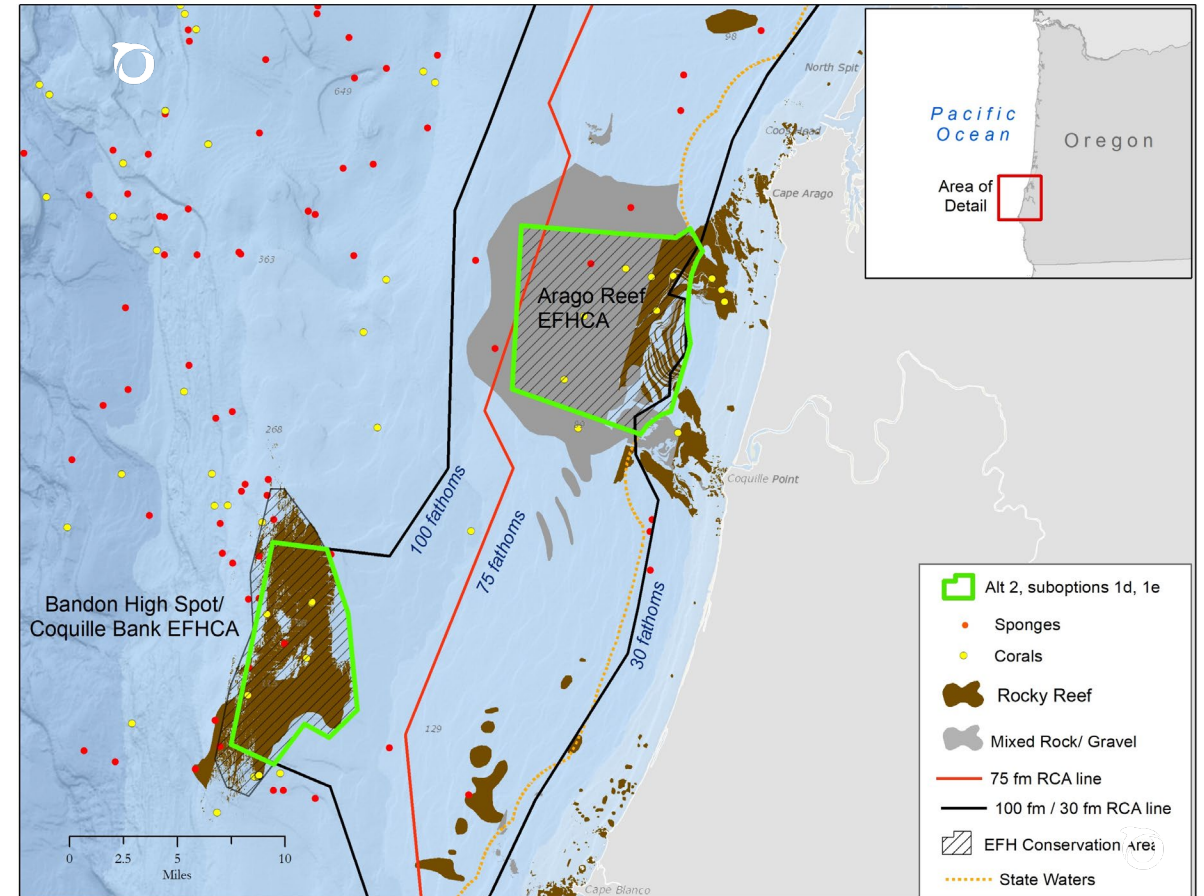 98
North Spit
649
Coos Head
Cape Arago
363
Arago Reef
EFHCA
60
268
Coquille Point
100 fathoms
75 fathoms
30 fathoms
Bandon High Spot/
Coquille Bank EFHCA
129
Cape Blanco
0 2.5 5 10
Miles
Pacific
Ocean
Oregon
Area of
Detail
Alt 2, suboptions 1d, 1e
Sponges
Corals
Rocky Reef
Mixed Rock/ Gravel
75 fm RCA line
100 fm / 30 fm RCA line
EFH Conservation Area
State Waters